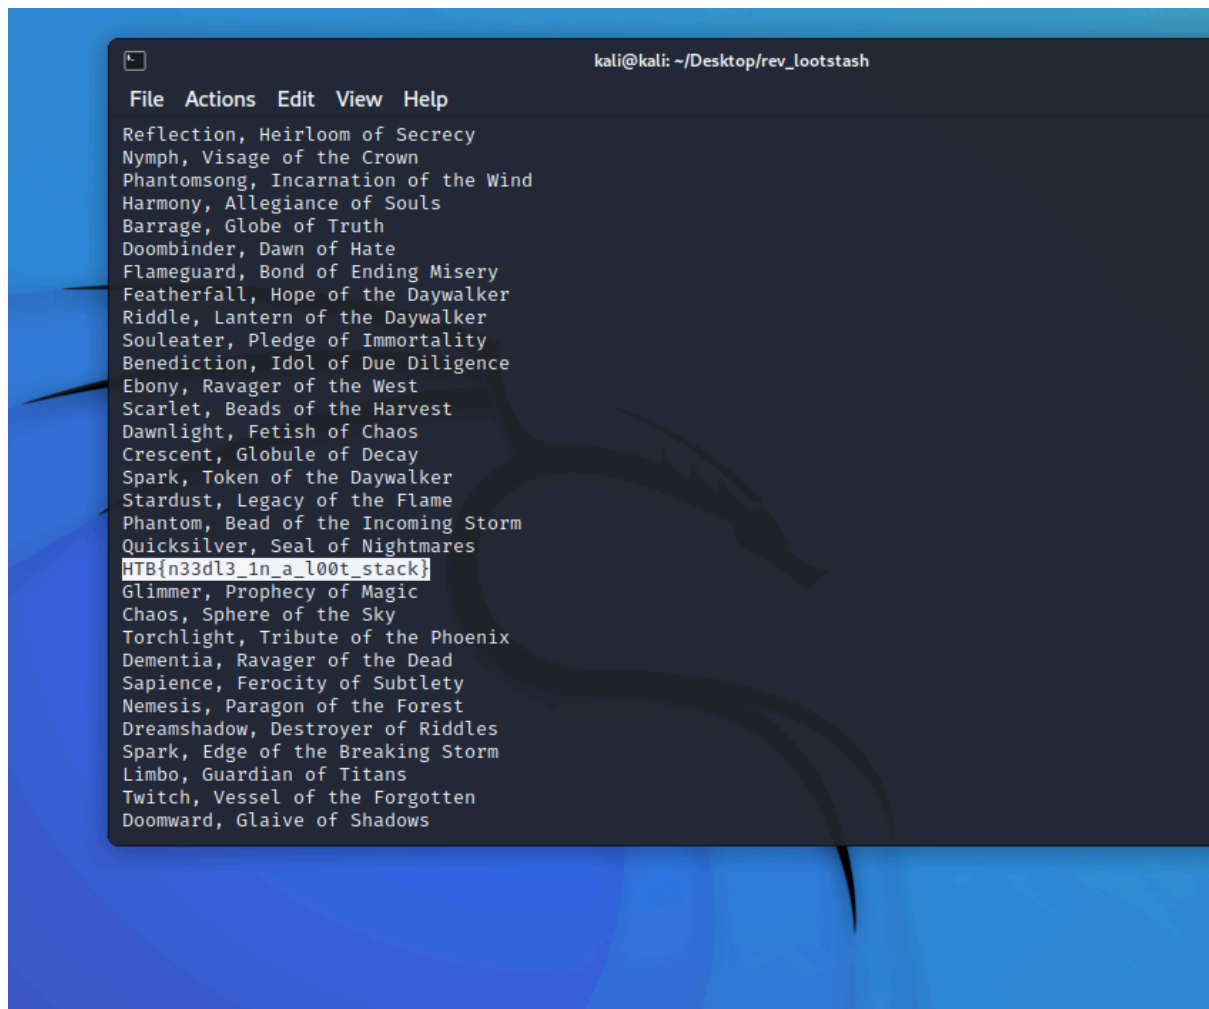 kali@kali: ~/Desktop/rev_lootstash
File Actions Edit View Help
Reflection, Heirloom of Secrecy
Nymph, Visage of the Crown
Phantomsong, Incarnation of the Wind
Harmony, Allegiance of Souls
Barrage, Globe of Truth
Doombinder, Dawn of Hate
Flameguard, Bond of Ending Misery
Featherfall, Hope of the Daywalker
Riddle, Lantern of the Daywalker
Souleater, Pledge of Immortality
Benediction, Idol of Due Diligence
Ebony, Ravager of the West
Scarlet, Beads of the Harvest
Dawnlight, Fetish of Chaos
Crescent, Globule of Decay
Spark, Token of the Daywalker
Stardust, Legacy of the Flame
Phantom, Bead of the Incoming Storm
Quicksilver, Seal of Nightmares
HTB{n33dl3_1n_a_l00t_stack}
Glimmer, Prophecy of Magic
Chaos, Sphere of the Sky
Torchlight, Tribute of the Phoenix
Dementia, Ravager of the Dead
Sapience, Ferocity of Subtlety
Nemesis, Paragon of the Forest
Dreamshadow, Destroyer of Riddles
Spark, Edge of the Breaking Storm
Limbo, Guardian of Titans
Twitch, Vessel of the Forgotten
Doomward, Glaive of Shadows